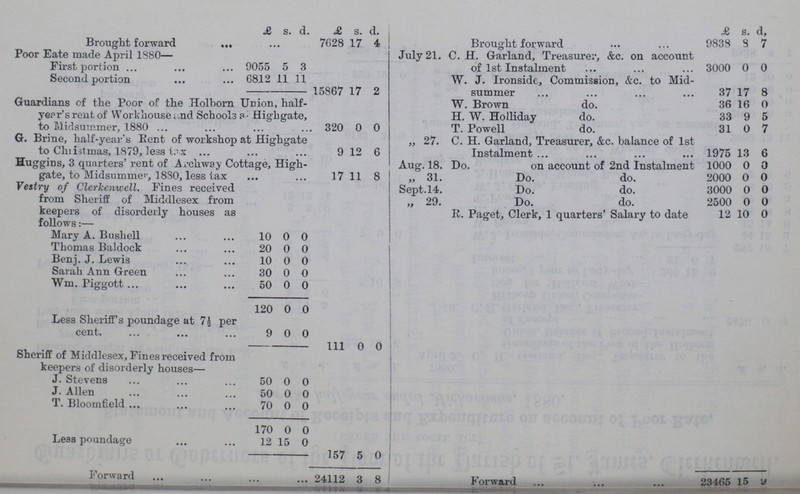 £ s. d. £ s. d.
Brought forward ... ... 7628 17 4
Poor Eate made April 1880—
First portion ... ... ... 9055 5 3
Second portion ... ... 6812 11 11
15867 17 2
Guardians of the Poor of the Holborn Union, half-
year's rent of Workhouse and Schools a Highgate,
to Midsummer, 1880 ... ... ... ... 320 0 0
G. Brine, half-year's Rent of workshop at Highgate
to Christmas, 1879, less tax ... ... ... 9 12 6
Huggins, 3 quarters' rent of Archway Cottage, High-
gate, to Midsummer, 1880, less tax ... ... 17 11 8
Vestry of Clerkenwell. Fines received
from Sheriff of Middlesex from
keepers of disorderly houses as
follows:—
Mary A. Bushell ... ... 10 0 0
Thomas Baldock ... ... 20 0 0
Benj. J. Lewis ... ... 10 0 0
Sarah Ann Green ... ... 30 0 0
Wm. Piggott ... ... ... 50 0 0
120 0 0
Less Sheriff's poundage at 7½ per
cent. ... ... ... 9 0 0
111 0 0
Sheriff of Middlesex, Fines received from
keepers of disorderly houses—
J. Stevens ... ... ... 50 0 0
J. Allen ... ... ... 50 0 0
T. Bloomfield ... ... ... 70 0 0
170 0 0
Less poundage ... ... 12 15 0
157 5 0
Forward ... ... ... ... 24112 3 8
£ s. d,
Brought forward ... ... 9838 8 7
July 21. C. H. Garland, Treasurer, &c. on account
of 1st Instalment ... ... ... 3000 0 0
W. J. Ironside, Commission, &c. to Mid-
summer ... ... ... ... 37 17 8
W. Brown do. 36 16 0
H. W. Holliday do. 33 9 5
T. Powell do. 31 0 7
„ 27. C. H. Garland, Treasurer, &c. balance of 1st
Instalment ... ... ... ... 1975 13 6
Aug. 18. Do. on account of 2nd Instalment 1000 0 0
„ 31. Do. do. 2000 0 0
Sept. 14. Do. do. 3000 0 0
„ 29. Do. do. 2500 0 0
R. Paget, Clerk, 1 quarters' Salary to date 12 10 0
Forward ... ... ... 23465 15 9